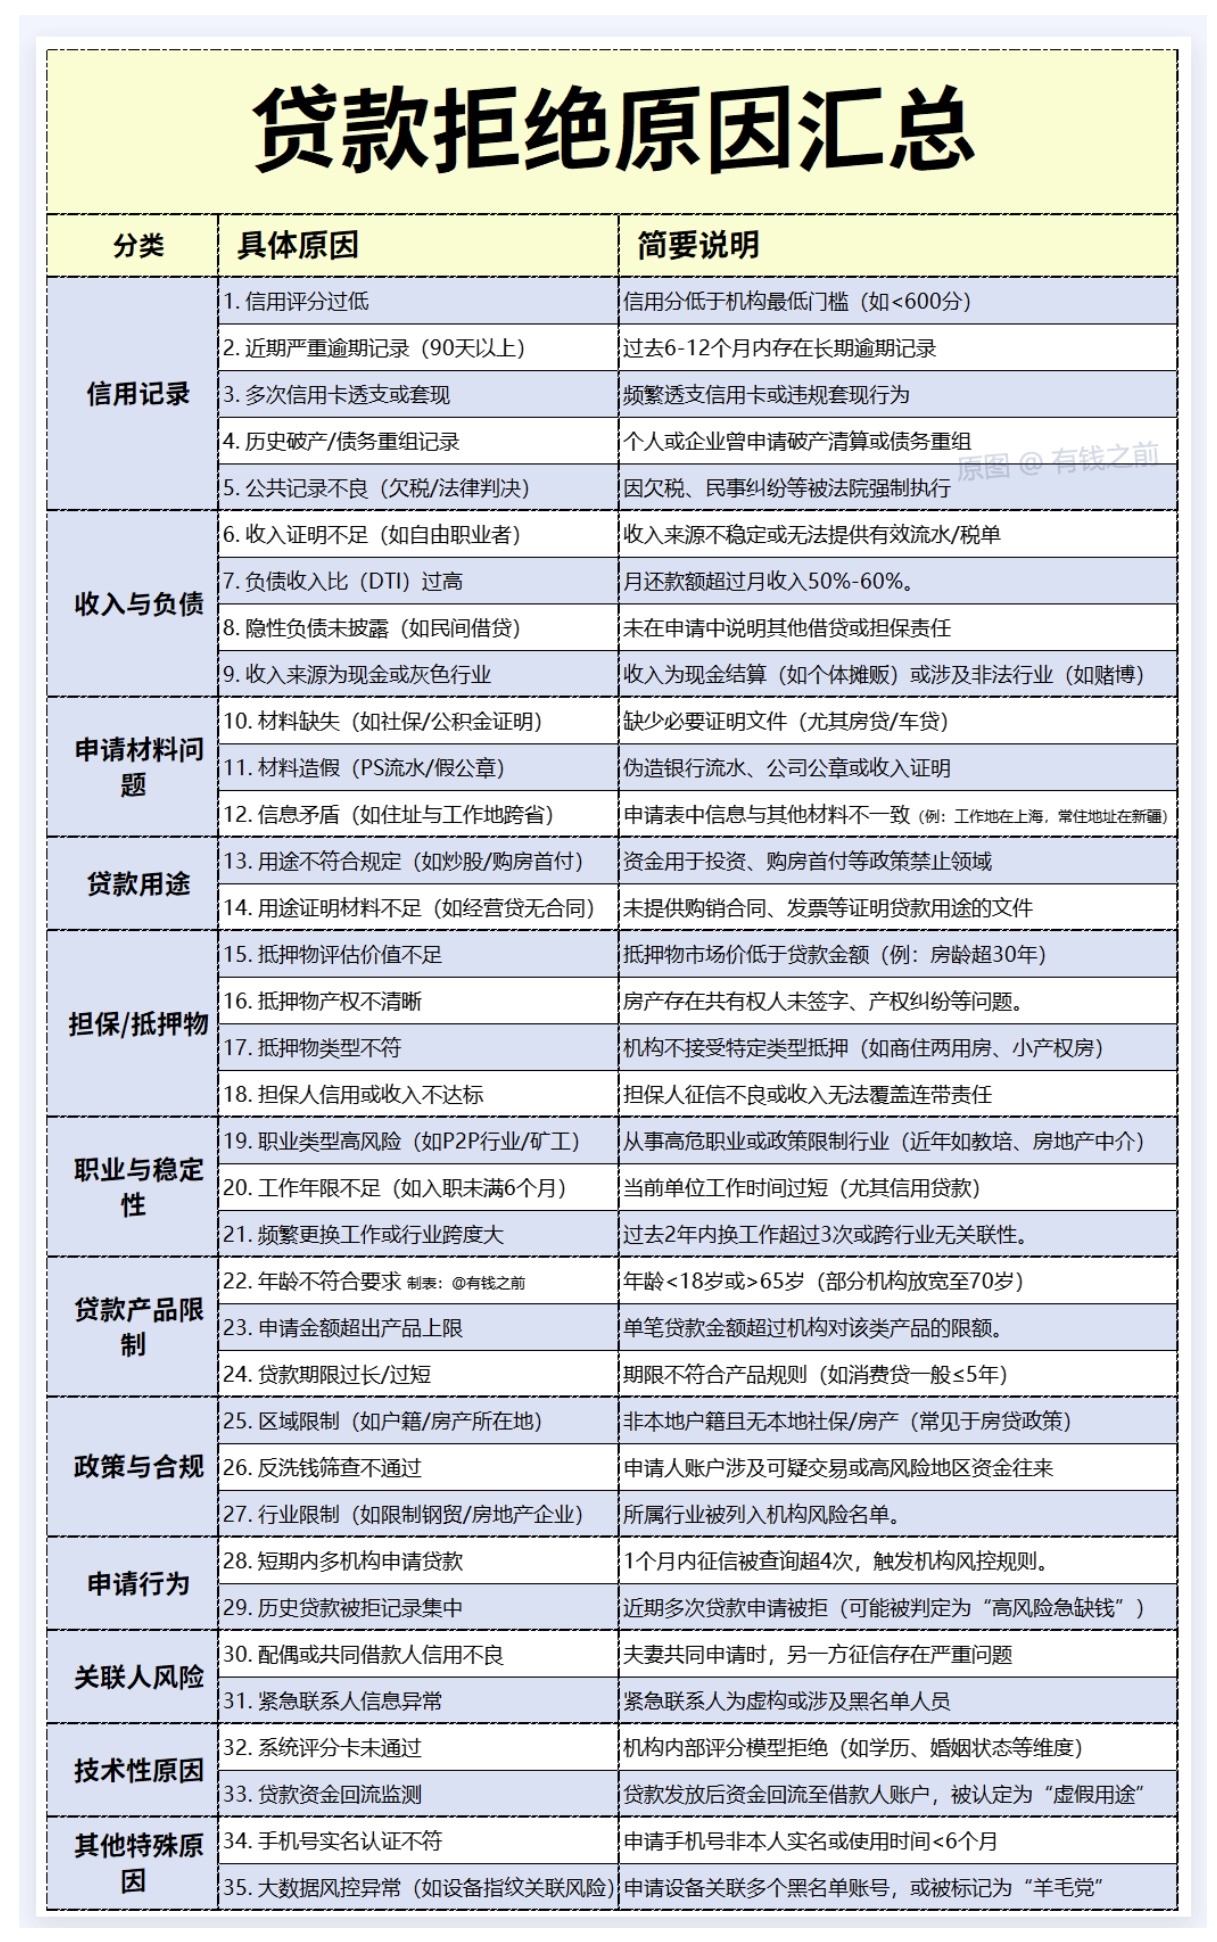 贷款拒绝原因汇总
分类 具体原因 简要说明
信用记录
1. 信用评分过低 信用分低于机构最低门槛（如<600分）
2. 近期严重逾期记录（90天以上） 过去6-12个月内存在长期逾期记录
3. 多次信用卡透支或套现 频繁透支信用卡或违规套现行为
4. 历史破产/债务重组记录 个人或企业曾申请破产清算或债务重组
原图 @ 有钱之前
5. 公共记录不良（欠税/法律判决） 因欠税、民事纠纷等被法院强制执行
收入与负债
6. 收入证明不足（如自由职业者） 收入来源不稳定或无法提供有效流水/税单
7. 负债收入比（DTI）过高 月还款额超过月收入50%-60%。
8. 隐性负债未披露（如民间借贷） 未在申请中说明其他借贷或担保责任
9. 收入来源为现金或灰色行业 收入为现金结算（如个体摊贩）或涉及非法行业（如赌博）
申请材料问
题
10. 材料缺失（如社保/公积金证明） 缺少必要证明文件（尤其房贷/车贷）
11. 材料造假（PS流水/假公章） 伪造银行流水、公司公章或收入证明
12. 信息矛盾（如住址与工作地跨省） 申请表中信息与其他材料不一致（例：工作地在上海，常住地址在新疆）
贷款用途
13. 用途不符合规定（如炒股/购房首付） 资金用于投资、购房首付等政策禁止领域
14. 用途证明材料不足（如经营贷无合同） 未提供购销合同、发票等证明贷款用途的文件
担保/抵押物
15. 抵押物评估价值不足 抵押物市场价低于贷款金额（例：房龄超30年）
16. 抵押物产权不清晰 房产存在共有权人未签字、产权纠纷等问题。
17. 抵押物类型不符 机构不接受特定类型抵押（如商住两用房、小产权房）
18. 担保人信用或收入不达标 担保人征信不良或收入无法覆盖连带责任
职业与稳定
性
19. 职业类型高风险（如P2P行业/矿工） 从事高危职业或政策限制行业（近年如教培、房地产中介）
20. 工作年限不足（如入职未满6个月） 当前单位工作时间过短（尤其信用贷款）
21. 频繁更换工作或行业跨度大 过去2年内换工作超过3次或跨行业无关联性。
贷款产品限
制
22. 年龄不符合要求 制表：@有钱之前 年龄<18岁或>65岁（部分机构放宽至70岁）
23. 申请金额超出产品上限 单笔贷款金额超过机构对该类产品的限额。
24. 贷款期限过长/过短 期限不符合产品规则（如消费贷一般≤5年）
政策与合规
25. 区域限制（如户籍/房产所在地） 非本地户籍且无本地社保/房产（常见于房贷政策）
26. 反洗钱筛查不通过 申请人账户涉及可疑交易或高风险地区资金往来
27. 行业限制（如限制钢贸/房地产企业） 所属行业被列入机构风险名单。
申请行为
28. 短期内多机构申请贷款 1个月内征信被查询超4次，触发机构风控规则。
29. 历史贷款被拒记录集中 近期多次贷款申请被拒（可能被判定为“高风险急缺钱”）
关联人风险
30. 配偶或共同借款人信用不良 夫妻共同申请时，另一方征信存在严重问题
31. 紧急联系人信息异常 紧急联系人为虚构或涉及黑名单人员
技术性原因
32. 系统评分卡未通过 机构内部评分模型拒绝（如学历、婚姻状态等维度）
33. 贷款资金回流监测 贷款发放后资金回流至借款人账户，被认定为“虚假用途”
其他特殊原
因
34. 手机号实名认证不符 申请手机号非本人实名或使用时间<6个月
35. 大数据风控异常（如设备指纹关联风险） 申请设备关联多个黑名单账号，或被标记为“羊毛党”